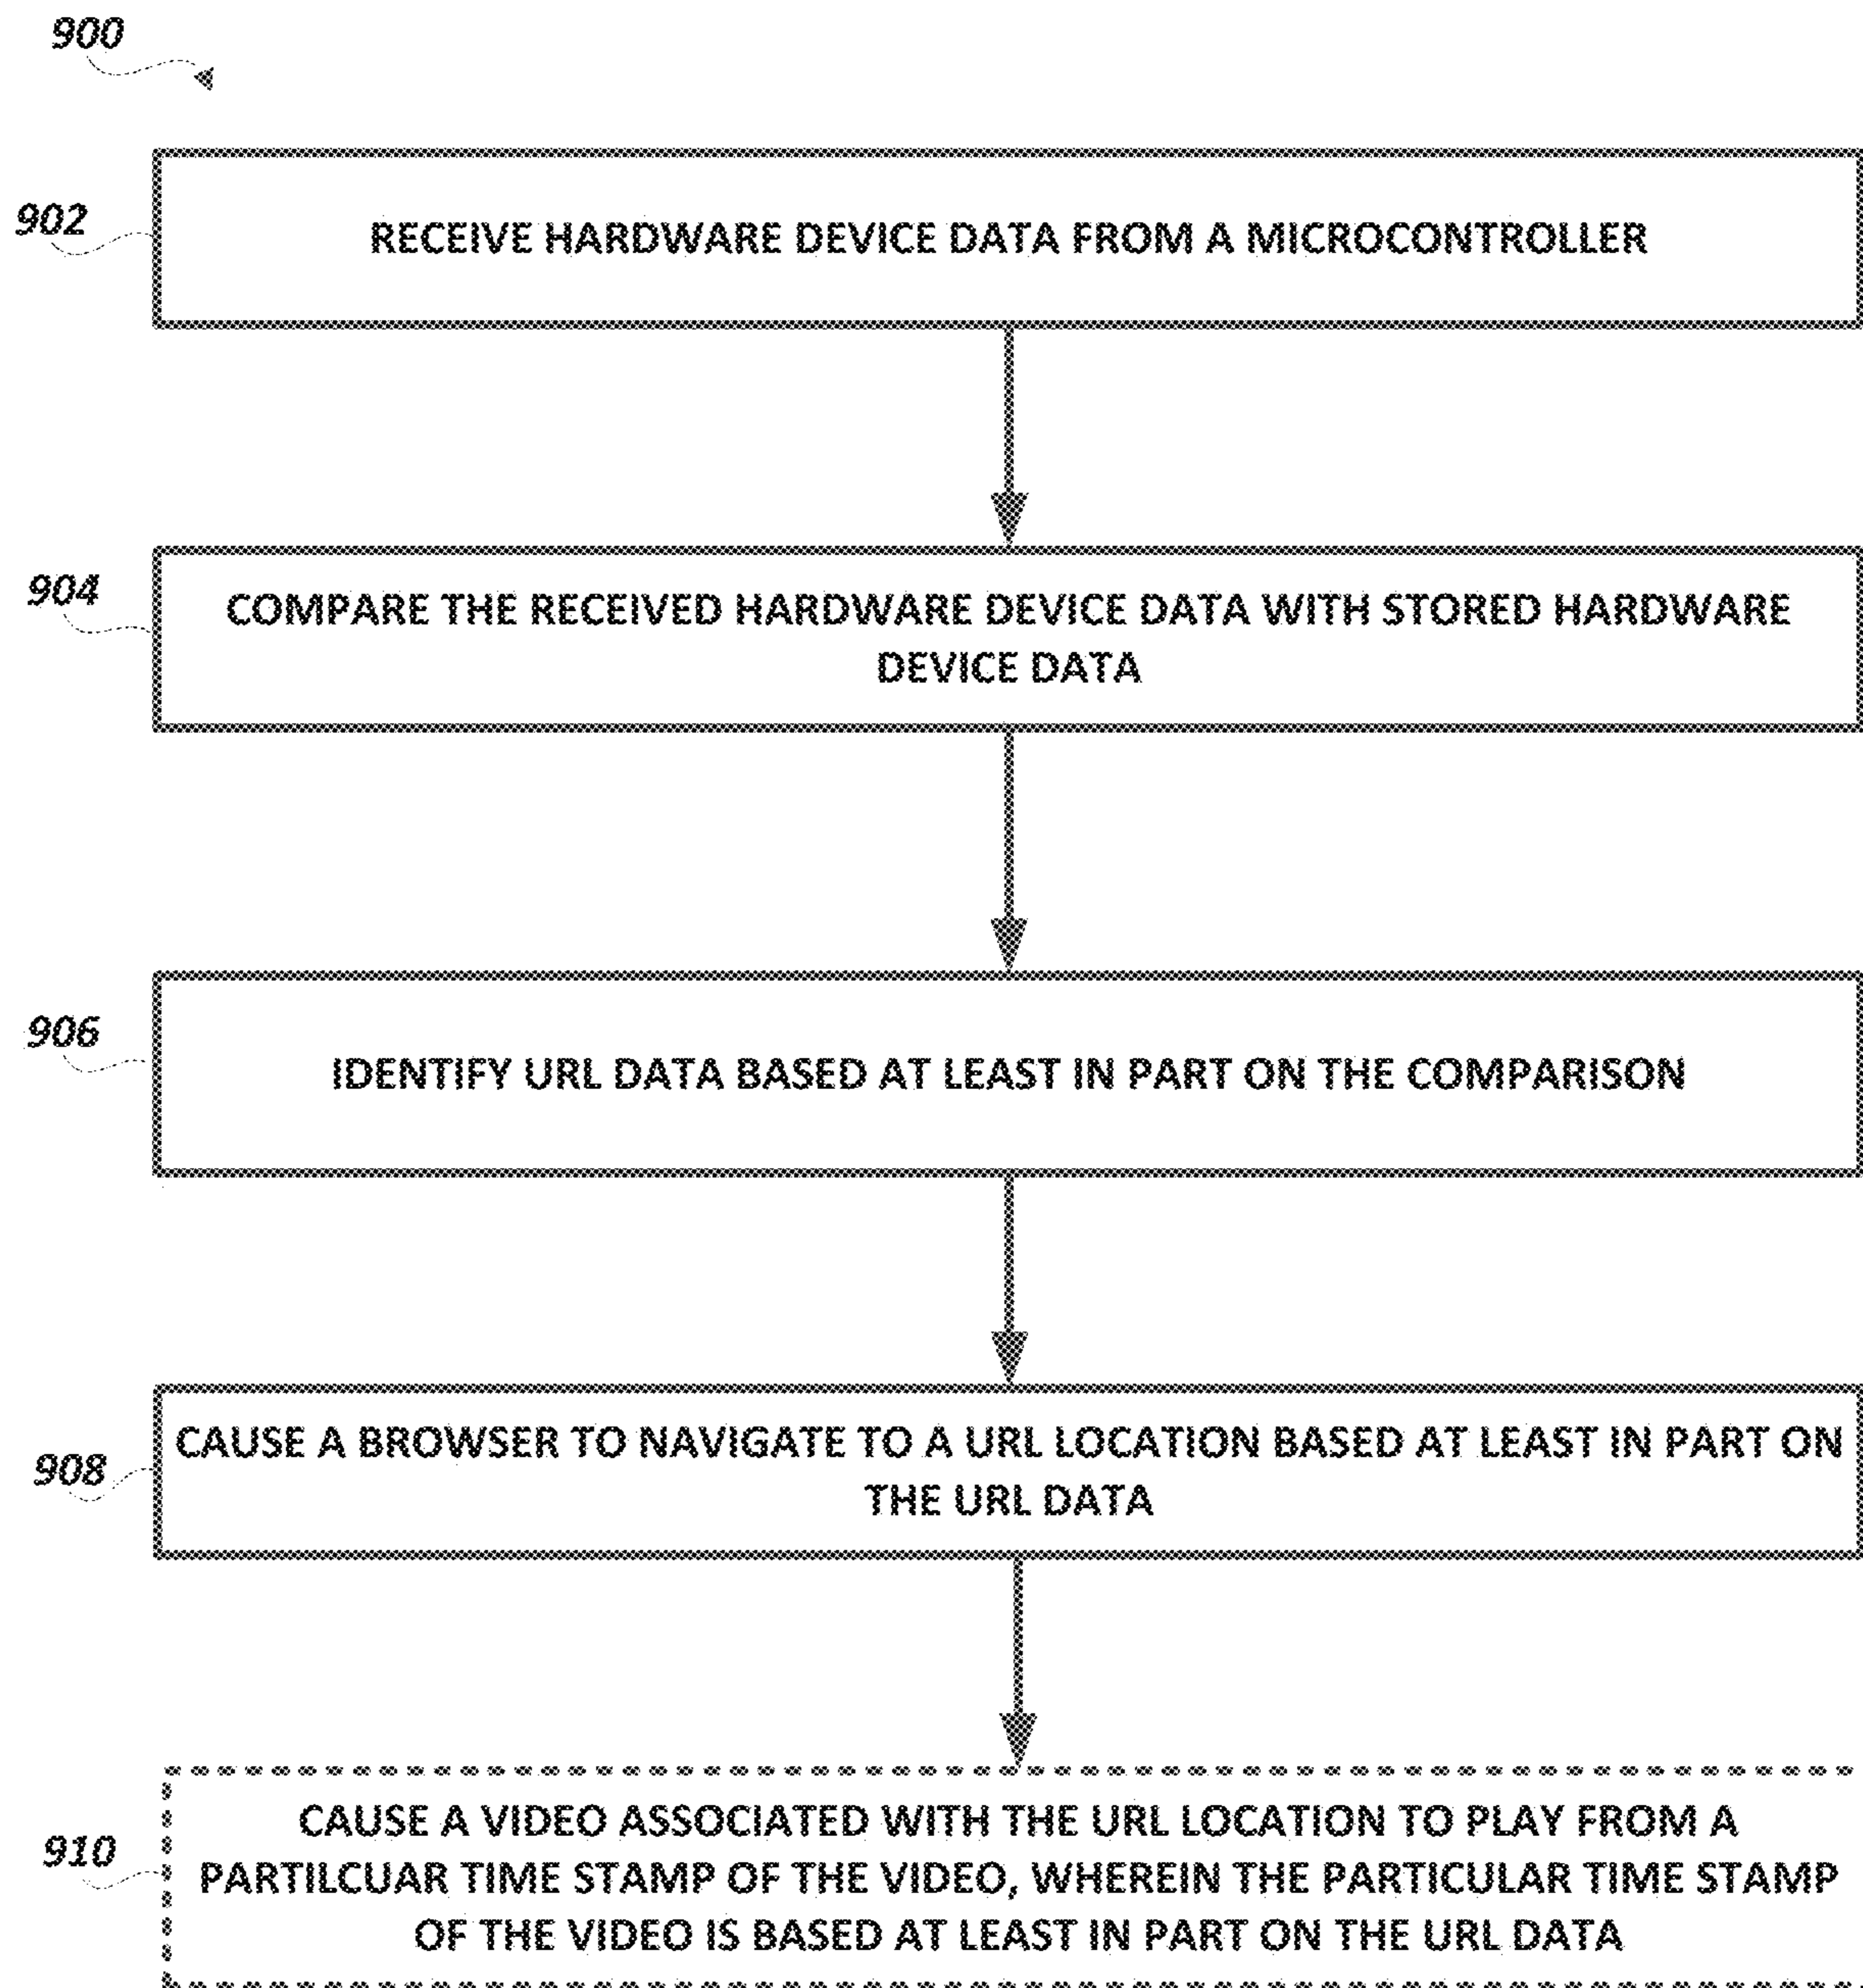 900
902
RECEIVE HARDWARE DEVICE DATA FROM A MICROCONTROLLER
904
COMPARE THE RECEIVED HARDWARE DEVICE DATA WITH STORED HARDWARE
DEVICE DATA
906
IDENTIFY URL DATA BASED AT LEAST IN PART ON THE COMPARISON
908
CAUSE A BROWSER TO NAVIGATE TO A URL LOCATION BASED AT LEAST IN PART ON
THE URL DATA
910
CAUSE A VIDEO ASSOCIATED WITH THE URL LOCATION TO PLAY FROM A
PARTILCUAR TIME STAMP OF THE VIDEO, WHEREIN THE PARTICULAR TIME STAMP
OF THE VIDEO IS BASED AT LEAST IN PART ON THE URL DATA